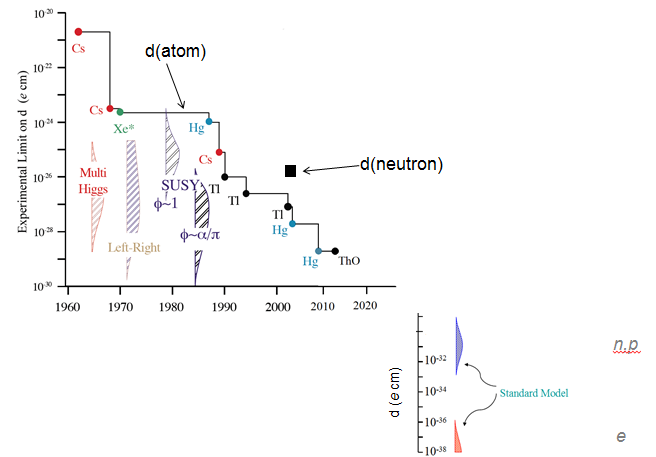 10-20
10-22
10-24
10-26
10-28
10-30
Experimental Limit on d (e cm)
Cs
d(atom)
Cs
Xe*
Hg
Cs
d(neutron)
Multi
Higgs
SUSY
Tl
Tl
ϕ~1
Tl
Hg
Left-Right
ϕ~α/π
Hg
ThO
1960 1970 1980 1990 2000 2010 2020
d (e cm)
10-32
10-34
10-36
10-38
Standard Model
n.p
e